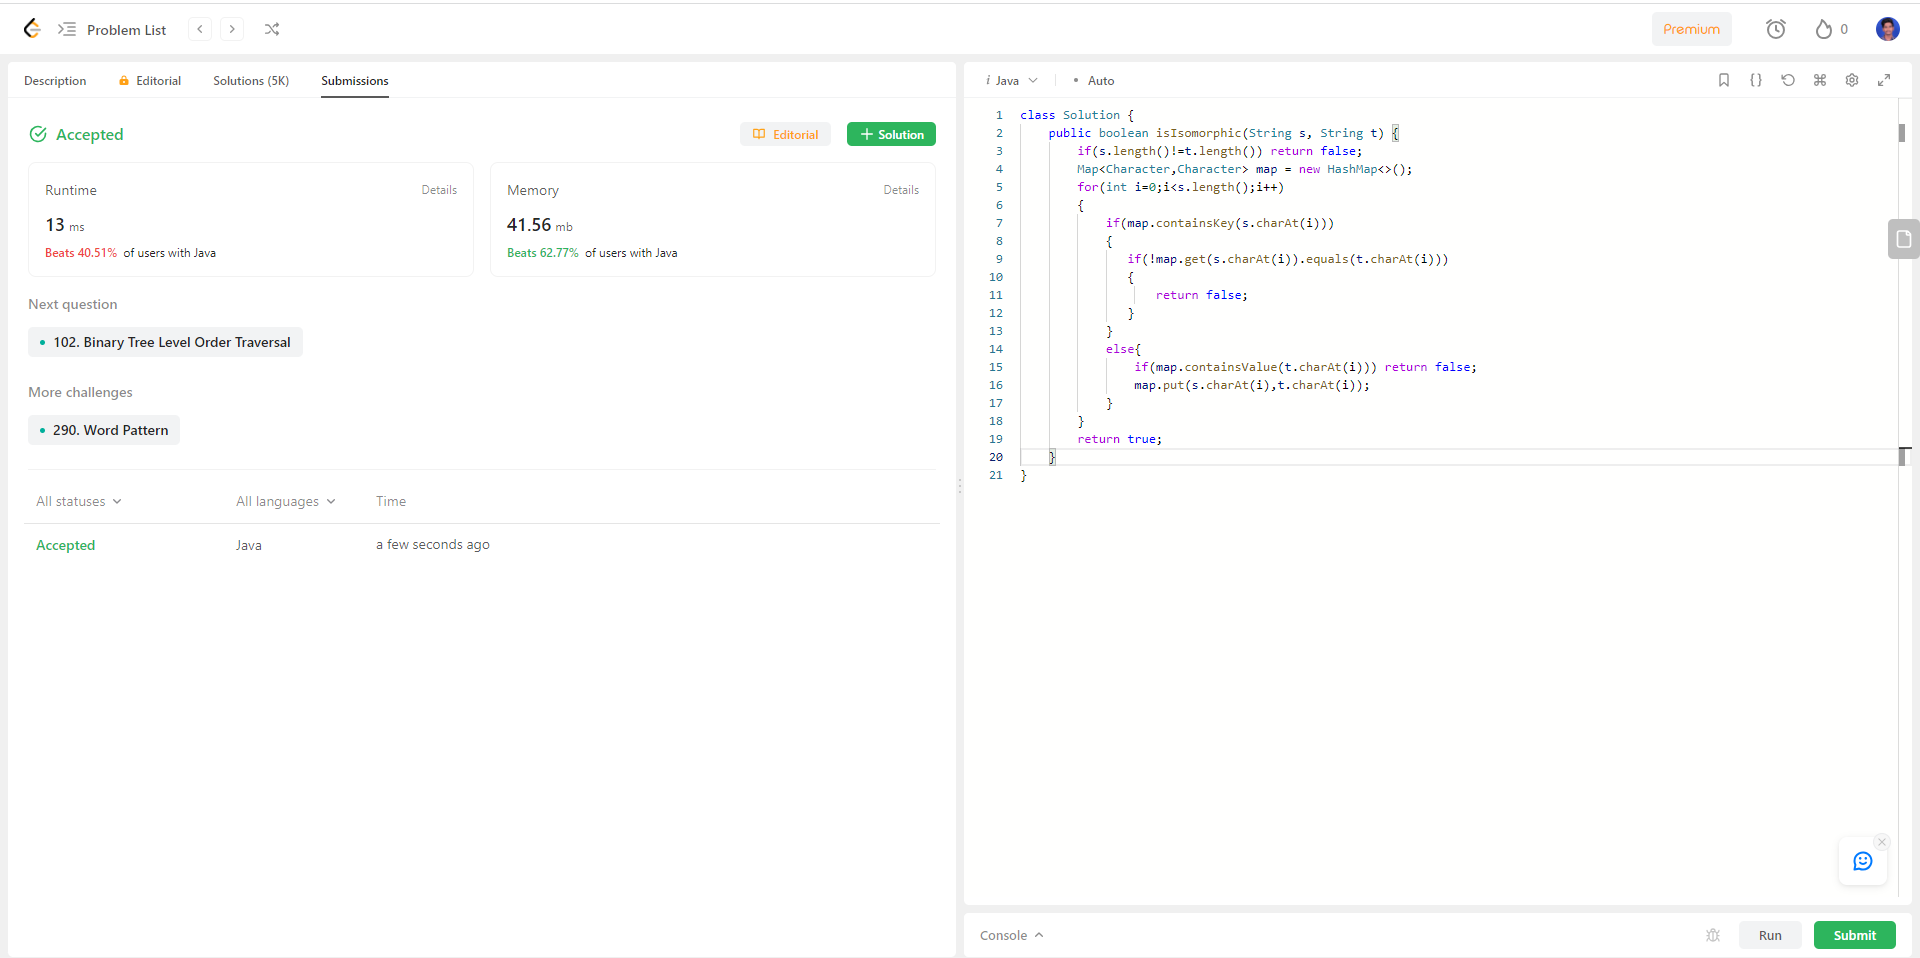 Problem List
Premium
0
Description Editorial Solutions (5K) Submissions
Accepted
Editorial
Solution
Runtime Details
13 ms
Beats 40.51% of users with Java
Memory Details
41.56 mb
Beats 62.77% of users with Java
Next question
102. Binary Tree Level Order Traversal
More challenges
290. Word Pattern
All statuses All languages Time
Accepted Java a few seconds ago
i Java • Auto
1 class Solution {
2 public boolean isIsomorphic(String s, String t) {
3 if(s.length()!=t.length()) return false;
4 Map<Character,Character> map = new HashMap<>();
5 for(int i=0;i<s.length();i++)
6 {
7 if(map.containsKey(s.charAt(i)))
8 {
9 if(!map.get(s.charAt(i)).equals(t.charAt(i)))
10 {
11 return false;
12 }
13 }
14 else{
15 if(map.containsValue(t.charAt(i))) return false;
16 map.put(s.charAt(i),t.charAt(i));
17 }
18 }
19 return true;
20 }
21 }
Console
Run
Submit